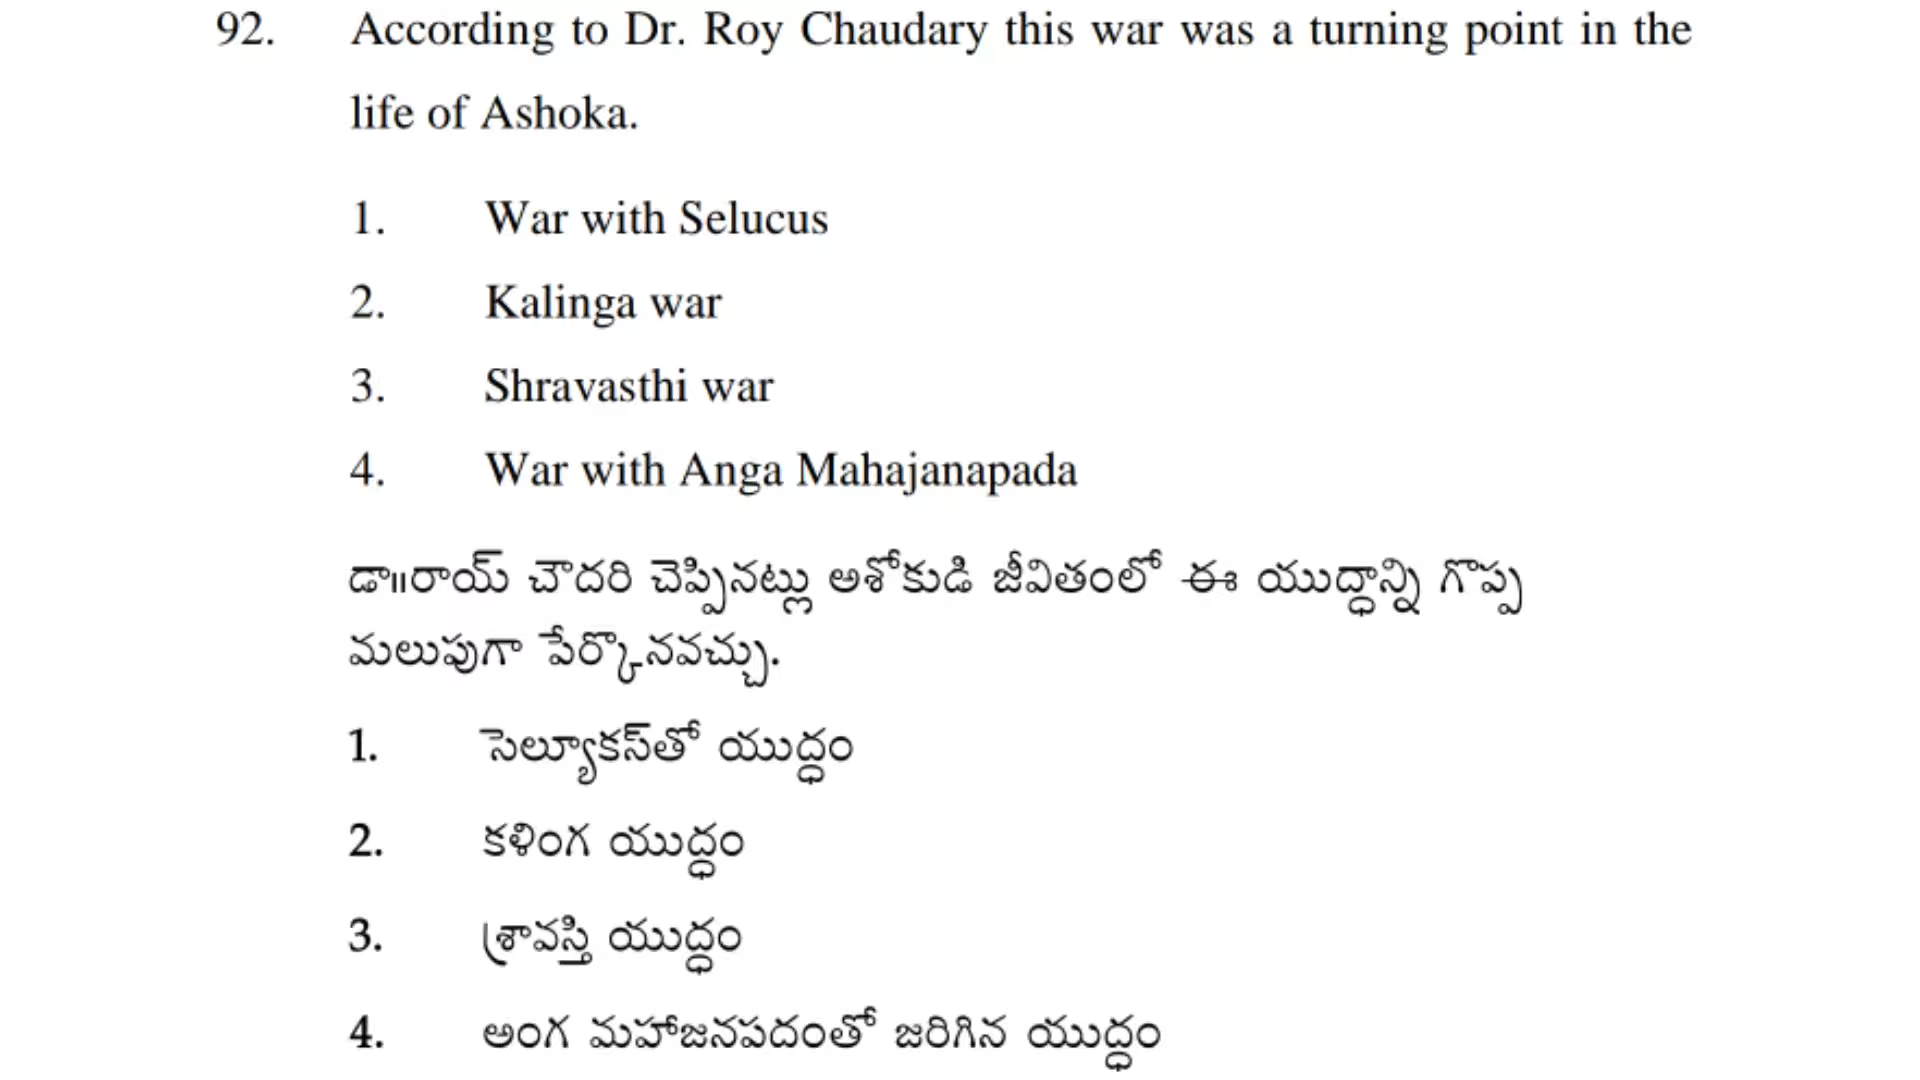 92. According to Dr. Roy Chaudary this war was a turning point in the
life of Ashoka.
1. War with Selucus
2. Kalinga war
3. Shravasthi war
4. War with Anga Mahajanapada
డా॥రాయ్ చౌదరి చెప్పినట్లు అశోకుడి జీవితంలో ఈ యుద్ధాన్ని గొప్ప
మలుపుగా పేర్కొనవచ్చు.
1. సెల్యూకస్‌తో యుద్ధం
2. కళింగ యుద్ధం
3. శ్రావస్తి యుద్ధం
4. అంగ మహాజనపదంతో జరిగిన యుద్ధం